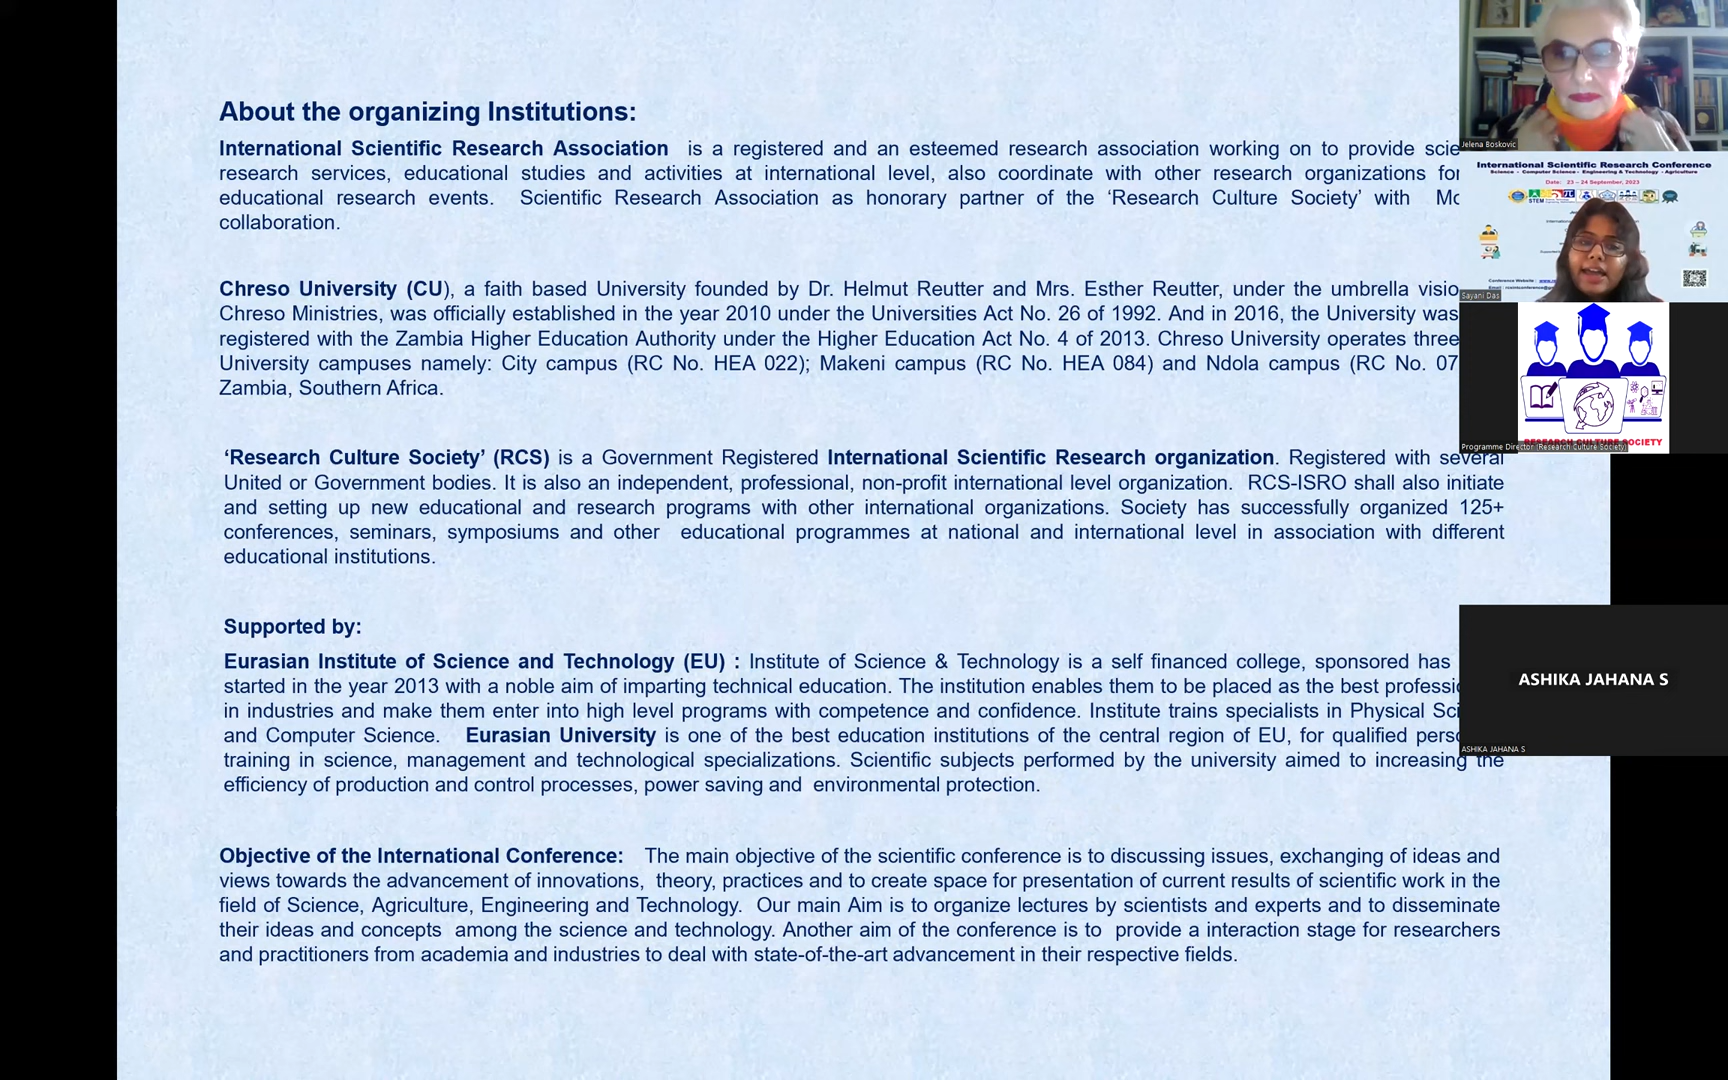 About the organizing Institutions:
International Scientific Research Association is a registered and an esteemed research association working on to provide
research services, educational studies and activities at international level, also coordinate with other research organizations for
educational research events. Scientific Research Association as honorary partner of the ‘Research Culture Society’ with
collaboration.
Chreso University (CU), a faith based University founded by Dr. Helmut Reutter and Mrs. Esther Reutter, under the umbrella
Chreso Ministries, was officially established in the year 2010 under the Universities Act No. 26 of 1992. And in 2016, the University was
registered with the Zambia Higher Education Authority under the Higher Education Act No. 4 of 2013. Chreso University operates three
University campuses namely: City campus (RC No. HEA 022); Makeni campus (RC No. HEA 084) and Ndola campus (RC No. 07
Zambia, Southern Africa.
‘Research Culture Society’ (RCS) is a Government Registered International Scientific Research organization. Registered with several
United or Government bodies. It is also an independent, professional, non-profit international level organization. RCS-ISRO shall also initiate
and setting up new educational and research programs with other international organizations. Society has successfully organized 125+
conferences, seminars, symposiums and other educational programmes at national and international level in association with different
educational institutions.
Supported by:
Eurasian Institute of Science and Technology (EU) : Institute of Science & Technology is a self financed college, sponsored has
started in the year 2013 with a noble aim of imparting technical education. The institution enables them to be placed as the best
in industries and make them enter into high level programs with competence and confidence. Institute trains specialists in Physical
and Computer Science. Eurasian University is one of the best education institutions of the central region of EU, for qualified
training in science, management and technological specializations. Scientific subjects performed by the university aimed to increasing the
efficiency of production and control processes, power saving and environmental protection.
Objective of the International Conference: The main objective of the scientific conference is to discussing issues, exchanging of ideas and
views towards the advancement of innovations, theory, practices and to create space for presentation of current results of scientific work in the
field of Science, Agriculture, Engineering and Technology. Our main Aim is to organize lectures by scientists and experts and to disseminate
their ideas and concepts among the science and technology. Another aim of the conference is to provide a interaction stage for researchers
and practitioners from academia and industries to deal with state-of-the-art advancement in their respective fields.
Jelena Boskovic
International Scientific Research Conference
Science - Computer Science - Engineering & Technology - Agriculture
Date: 23 – 24 September, 2023
STEM
Conference Website :
Email :
Sayani Das
RESEARCH CULTURE SOCIETY
Programme Director (Research Culture Society)
ASHIKA JAHANA S
ASHIKA JAHANA S